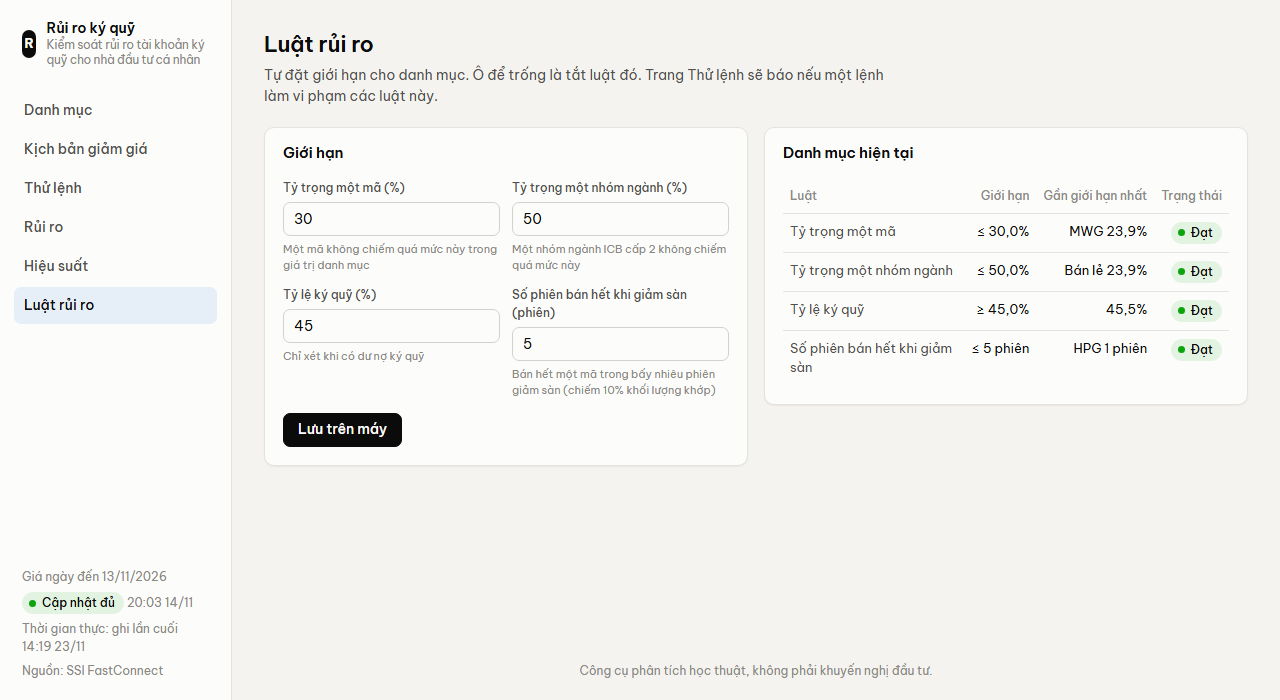 R
Rủi ro ký quỹ
Kiểm soát rủi ro tài khoản ký
quỹ cho nhà đầu tư cá nhân
Danh mục
Kịch bản giảm giá
Thử lệnh
Rủi ro
Hiệu suất
Luật rủi ro
Giá ngày đến 13/11/2026
Cập nhật đủ 20:03 14/11
Thời gian thực: ghi lần cuối
14:19 23/11
Nguồn: SSI FastConnect
Luật rủi ro
Tự đặt giới hạn cho danh mục. Ô để trống là tắt luật đó. Trang Thử lệnh sẽ báo nếu một lệnh
làm vi phạm các luật này.
Giới hạn
Tỷ trọng một mã (%)
30
Một mã không chiếm quá mức này trong
giá trị danh mục
Tỷ trọng một nhóm ngành (%)
50
Một nhóm ngành ICB cấp 2 không chiếm
quá mức này
Tỷ lệ ký quỹ (%)
45
Chỉ xét khi có dư nợ ký quỹ
Số phiên bán hết khi giảm sàn
(phiên)
5
Bán hết một mã trong bấy nhiêu phiên
giảm sàn (chiếm 10% khối lượng khớp)
Lưu trên máy
Danh mục hiện tại
Luật Giới hạn Gần giới hạn nhất Trạng thái
Tỷ trọng một mã ≤ 30,0% MWG 23,9% Đạt
Tỷ trọng một nhóm ngành ≤ 50,0% Bán lẻ 23,9% Đạt
Tỷ lệ ký quỹ ≥ 45,0% 45,5% Đạt
Số phiên bán hết khi giảm ≤ 5 phiên HPG 1 phiên Đạt
sàn
Công cụ phân tích học thuật, không phải khuyến nghị đầu tư.